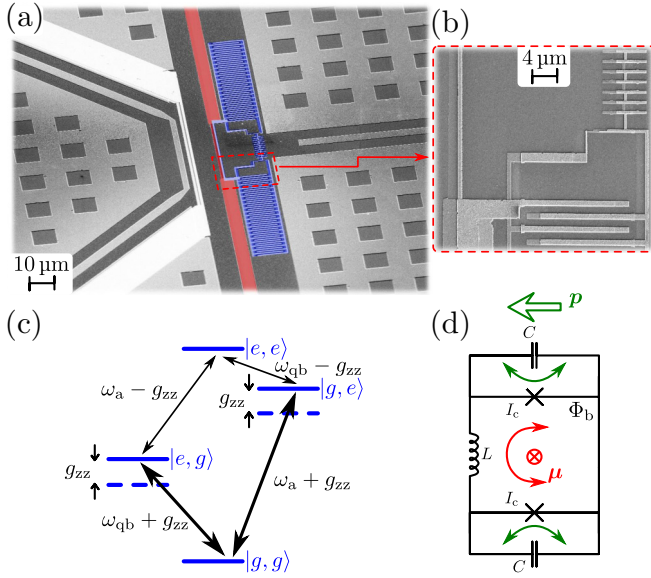 (a)
10 μm
(b)
4 μm
(c)
|e, e⟩
ω_qb − g_zz
ω_a − g_zz
g_zz
|g, e⟩
|e, g⟩
g_zz
ω_a + g_zz
ω_qb + g_zz
|g, g⟩
(d)
p
C
I_c
Φ_b
L
μ
I_c
C